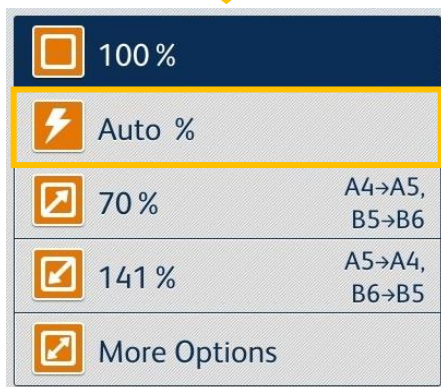 100 %
Auto %
70 % A4→A5,
B5→B6
141 % A5→A4,
B6→B5
More Options